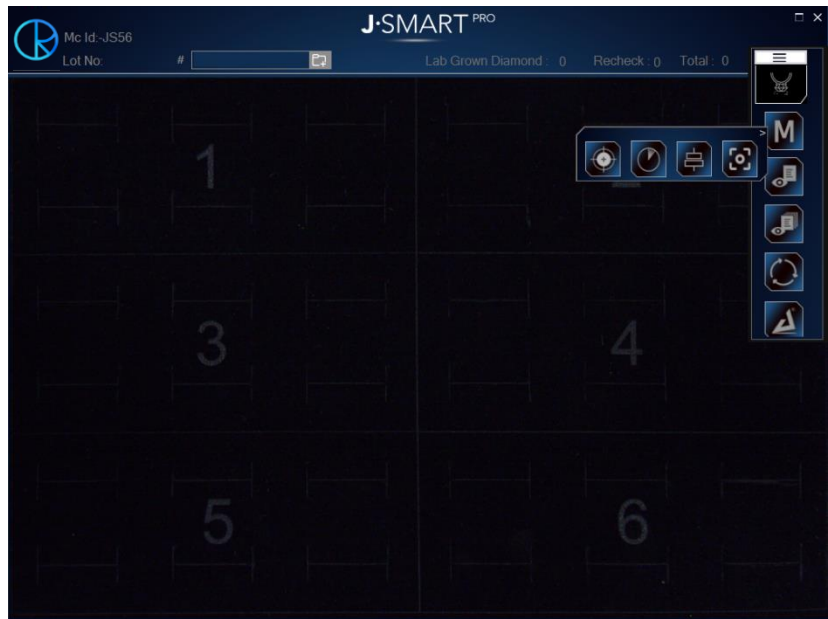 J·SMART PRO
Mc Id:-JS56
Lot No: # Lab Grown Diamond : 0 Recheck : 0 Total : 0
M
1
3 4
5 6